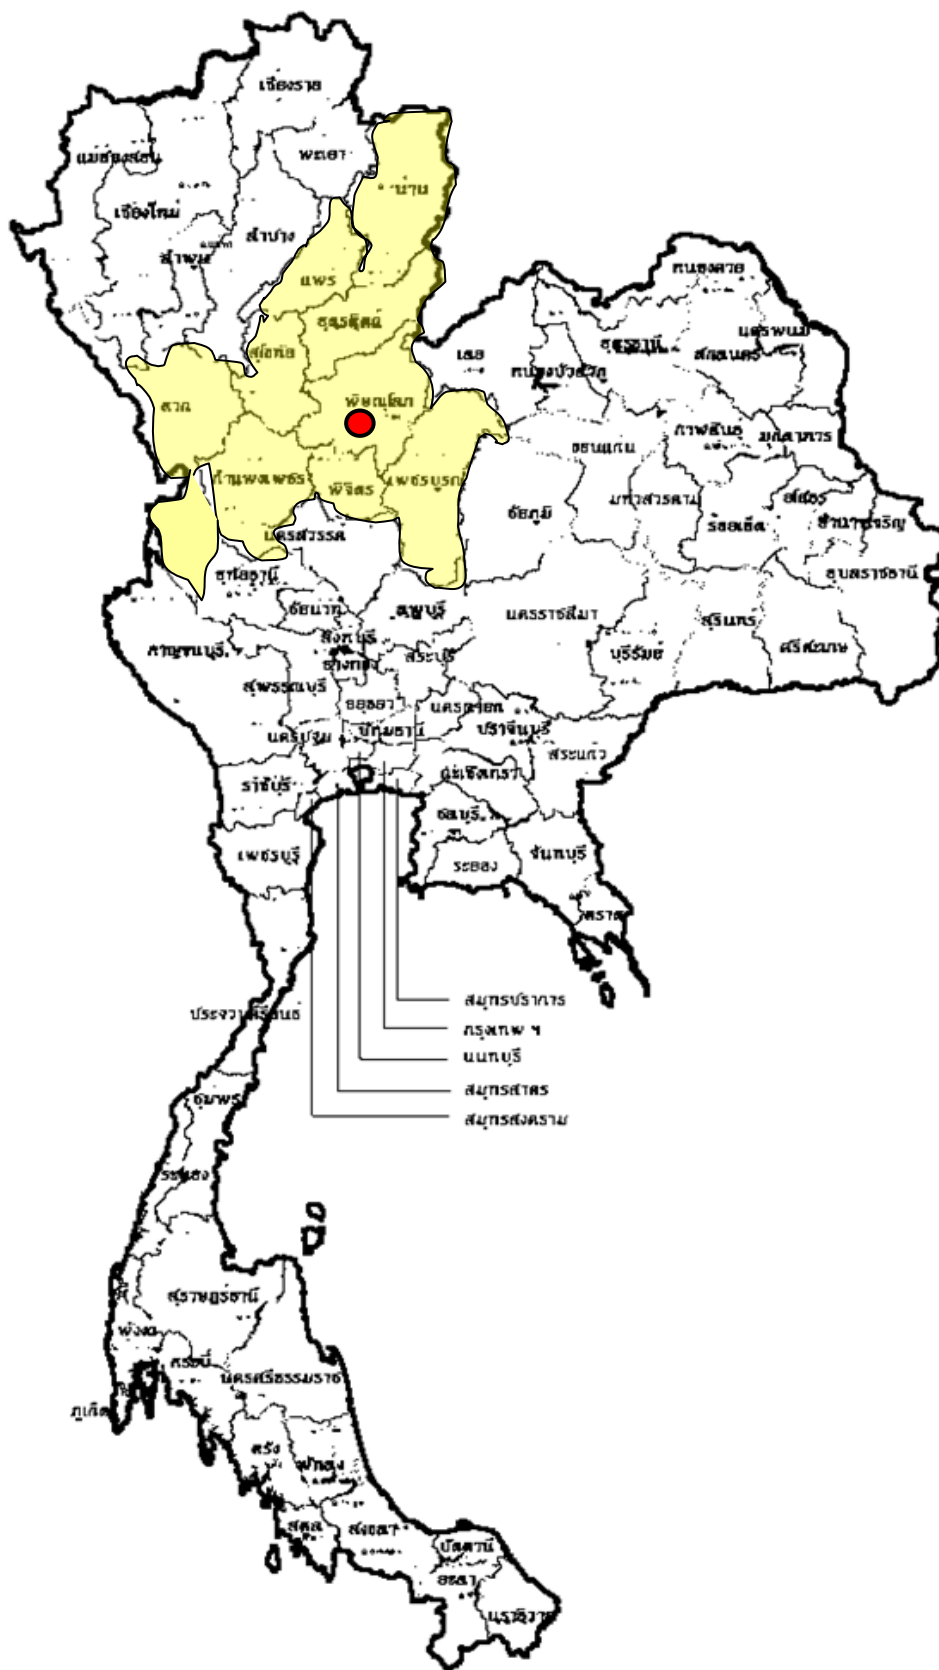 เชียงราย
แม่ฮ่องสอน
พะเยา
น่าน
เชียงใหม่
ลำปาง
ลำพูน
แพร่
หนองคาย
อุตรดิตถ์
นครพนม
สุโขทัย
เลย
อุดรธานี
สกลนคร
หนองบัวลำภู
ตาก
พิษณุโลก
กาฬสินธุ์
มุกดาหาร
ขอนแก่น
กำแพงเพชร
พิจิตร
เพชรบูรณ์
มหาสารคาม
ยโสธร
ชัยภูมิ
ร้อยเอ็ด
อำนาจเจริญ
นครสวรรค์
อุทัยธานี
อุบลราชธานี
ชัยนาท
ลพบุรี
นครราชสีมา
สุรินทร์
สิงห์บุรี
กาญจนบุรี
อ่างทอง
สระบุรี
บุรีรัมย์
ศรีสะเกษ
สุพรรณบุรี
อยุธยา
นครนายก
นครปฐม
ปทุมธานี
ปราจีนบุรี
สระแก้ว
ราชบุรี
ฉะเชิงเทรา
ชลบุรี
เพชรบุรี
ระยอง
จันทบุรี
ตราด
สมุทรปราการ
ประจวบคีรีขันธ์
กรุงเทพ ฯ
นนทบุรี
สมุทรสาคร
ชุมพร
สมุทรสงคราม
ระนอง
สุราษฎร์ธานี
พังงา
กระบี่
นครศรีธรรมราช
ภูเก็ต
ตรัง
พัทลุง
สตูล
สงขลา
ปัตตานี
ยะลา
นราธิวาส